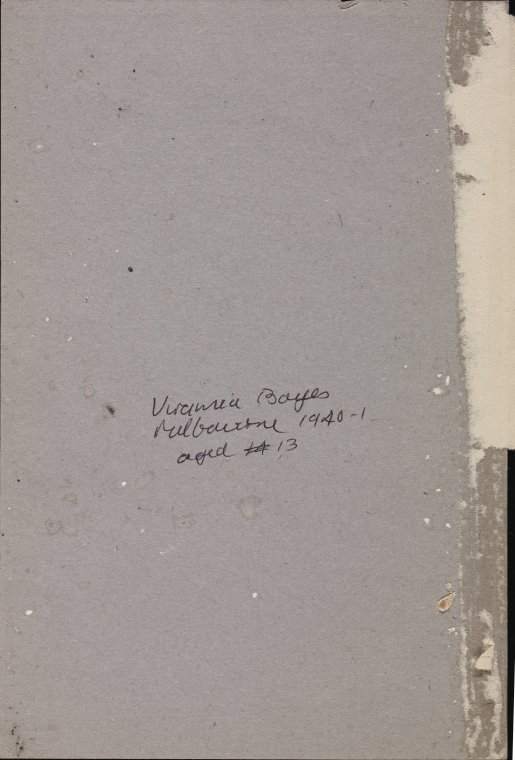 Virginia Boyes
Melbourne 1940-1
aged 13